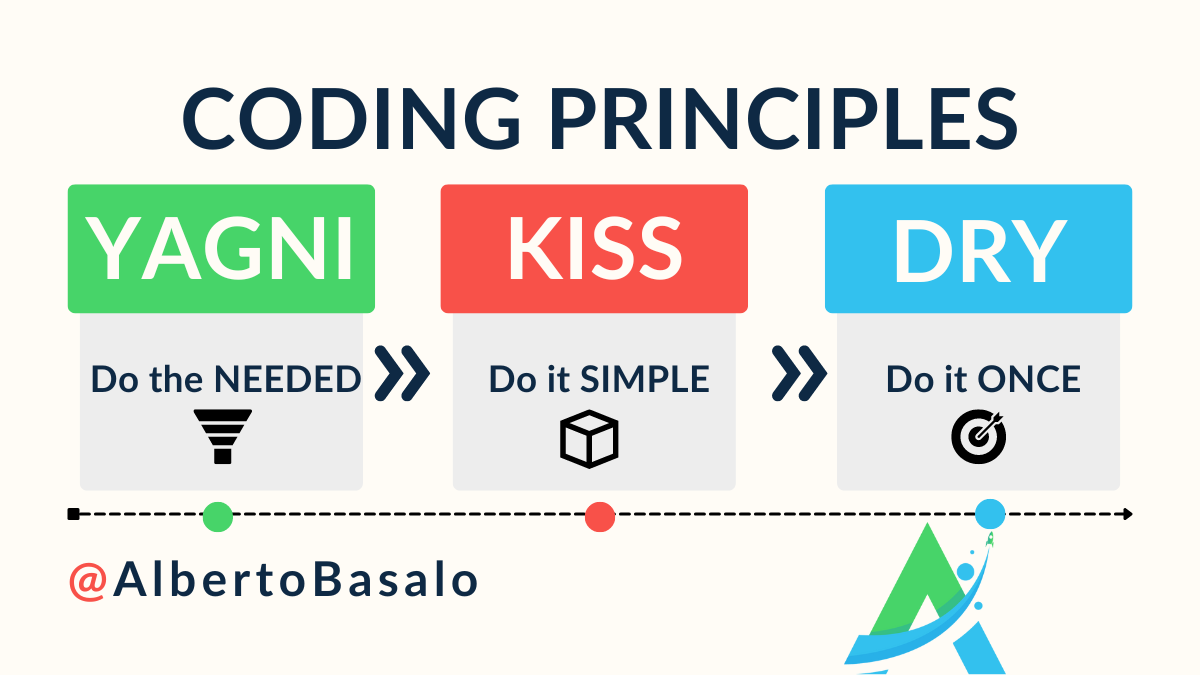 CODING PRINCIPLES
YAGNI
Do the NEEDED
KISS
Do it SIMPLE
DRY
Do it ONCE
@AlbertoBasalo